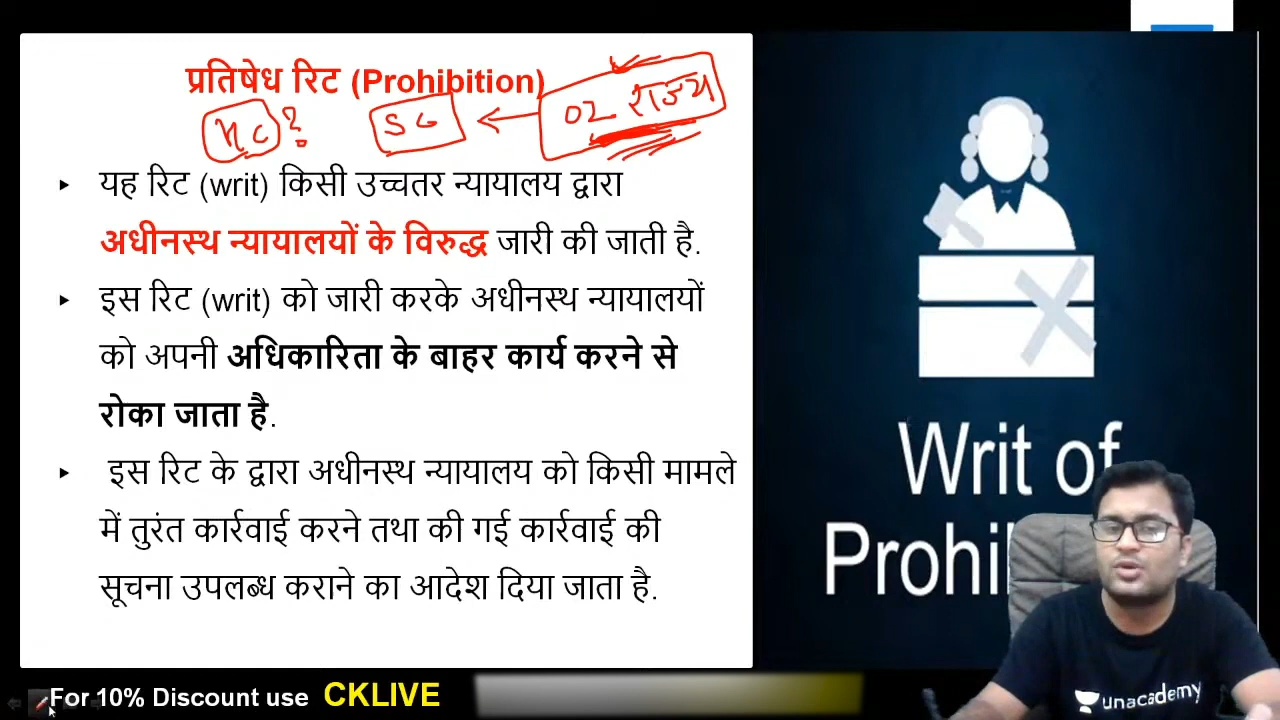 प्रतिषेध रिट (Prohibition)
HC ?
SC ← 02 राज्य
▸ यह रिट (writ) किसी उच्चतर न्यायालय द्वारा
अधीनस्थ न्यायालयों के विरुद्ध जारी की जाती है.
▸ इस रिट (writ) को जारी करके अधीनस्थ न्यायालयों
को अपनी अधिकारिता के बाहर कार्य करने से
रोका जाता है.
▸ इस रिट के द्वारा अधीनस्थ न्यायालय को किसी मामले
में तुरंत कार्रवाई करने तथा की गई कार्रवाई की
सूचना उपलब्ध कराने का आदेश दिया जाता है.
Writ of
Prohi
unacademy
For 10% Discount use CKLIVE